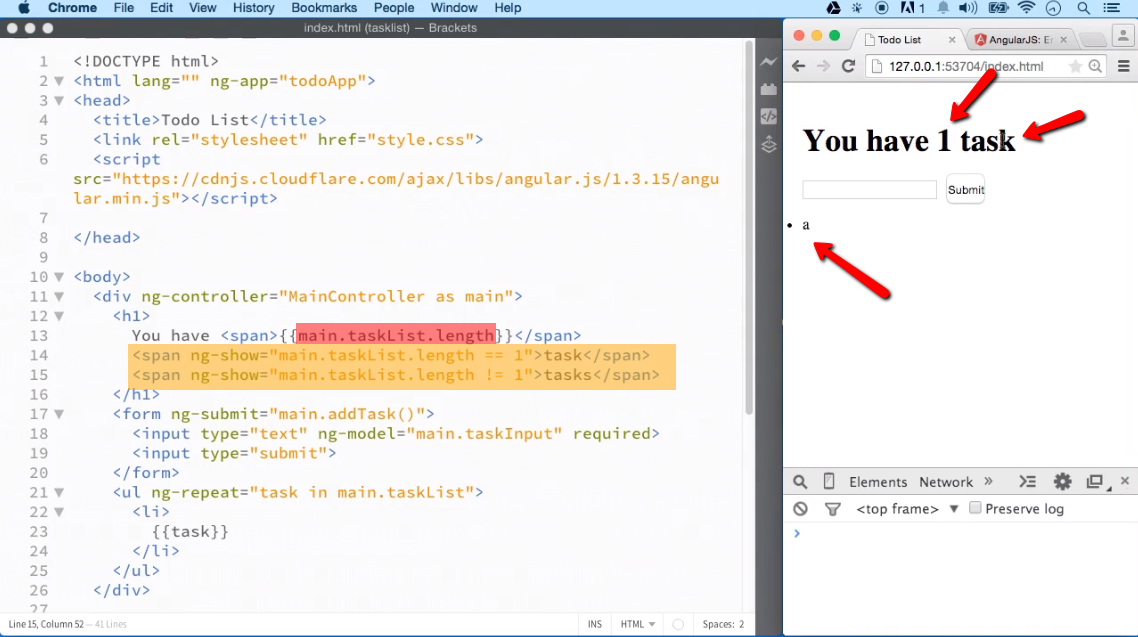 Chrome File Edit View History Bookmarks People Window Help
1
index.html (tasklist) — Brackets
1 <!DOCTYPE html>
2 <html lang="" ng-app="todoApp">
3 <head>
4 <title>Todo List</title>
5 <link rel="stylesheet" href="style.css">
6 <script
src="https://cdnjs.cloudflare.com/ajax/libs/angular.js/1.3.15/angu
lar.min.js"></script>
7
8 </head>
9
10 <body>
11 <div ng-controller="MainController as main">
12 <h1>
13 You have <span>{{main.taskList.length}}</span>
14 <span ng-show="main.taskList.length == 1">task</span>
15 <span ng-show="main.taskList.length != 1">tasks</span>
16 </h1>
17 <form ng-submit="main.addTask()">
18 <input type="text" ng-model="main.taskInput" required>
19 <input type="submit">
20 </form>
21 <ul ng-repeat="task in main.taskList">
22 <li>
23 {{task}}
24 </li>
25 </ul>
26 </div>
27
Line 15, Column 52 — 41 Lines
INS HTML Spaces: 2
Todo List
AngularJS: Er
127.0.0.1:53704/index.html
You have 1 task
Submit
a
Elements Network »
<top frame> Preserve log